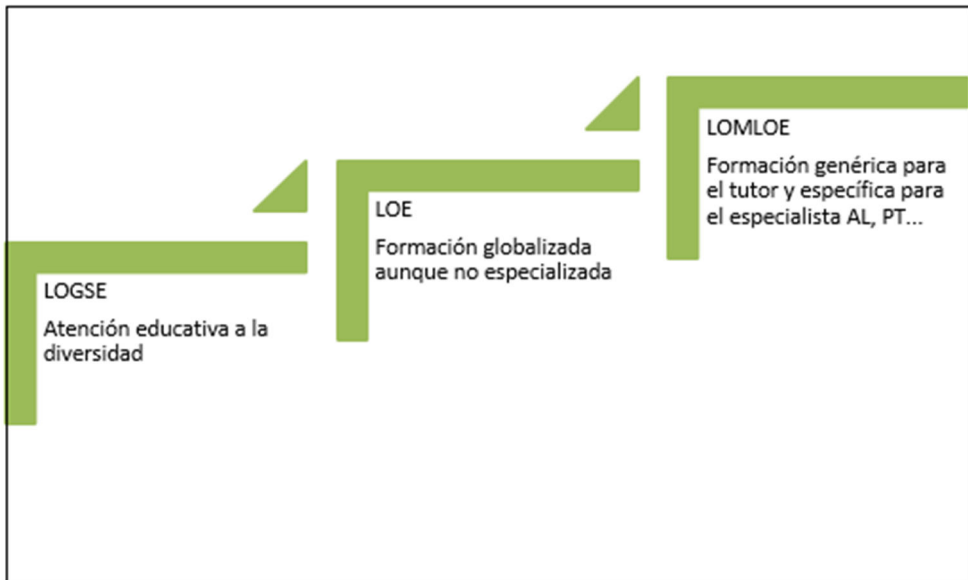 LOGSE
Atención educativa a la
diversidad
LOE
Formación globalizada
aunque no especializada
LOMLOE
Formación genérica para
el tutor y específica para
el especialista AL, PT...